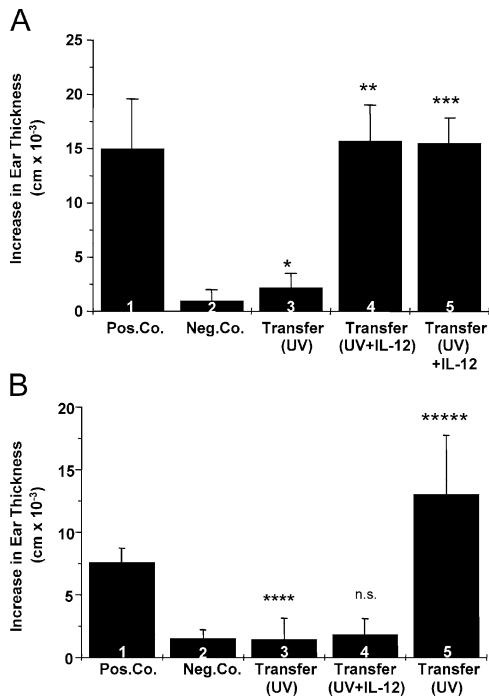 A
Increase in Ear Thickness
(cm x 10⁻³)
25
20
15
10
5
0
**
***
*
1
2
3
4
5
Pos.Co.
Neg.Co.
Transfer
(UV)
Transfer
(UV+IL-12)
Transfer
(UV)
+IL-12
B
Increase in Ear Thickness
(cm x 10⁻³)
20
15
10
5
0
*****
****
n.s.
1
2
3
4
5
Pos.Co.
Neg.Co.
Transfer
(UV)
Transfer
(UV+IL-12)
Transfer
(UV)